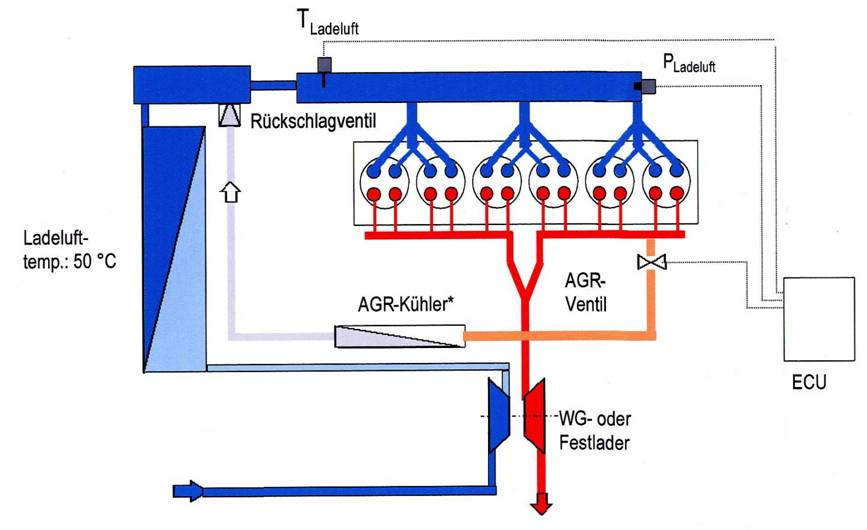 T Ladeluft
P Ladeluft
Rückschlagventil
Ladeluft-
temp.: 50 °C
AGR-Kühler*
AGR-
Ventil
ECU
WG- oder
Festlader